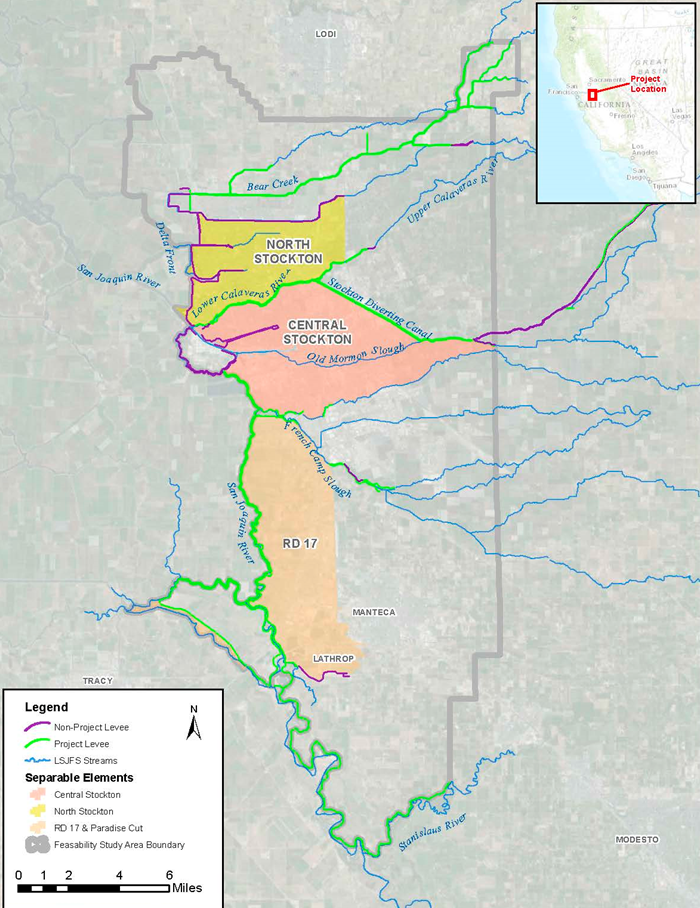 LODI
GREAT
BASIN
Sacramento
Project
Location
San
Francisco
CALIFORNIA
Fresno
Las
Vegas
Los
Angeles
San
Diego
Tijuana
Bear Creek
Upper Calaveras River
Delta Front
NORTH
STOCKTON
San Joaquin River
Lower Calaveras River
Stockton Diverting Canal
CENTRAL
STOCKTON
Old Mormon Slough
French Camp Slough
San Joaquin River
RD 17
MANTECA
LATHROP
TRACY
Legend
N
Non-Project Levee
Project Levee
LSJFS Streams
Separable Elements
Central Stockton
North Stockton
RD 17 & Paradise Cut
Feasability Study Area Boundary
0 1 2 4 6
Miles
Stanislaus River
MODESTO